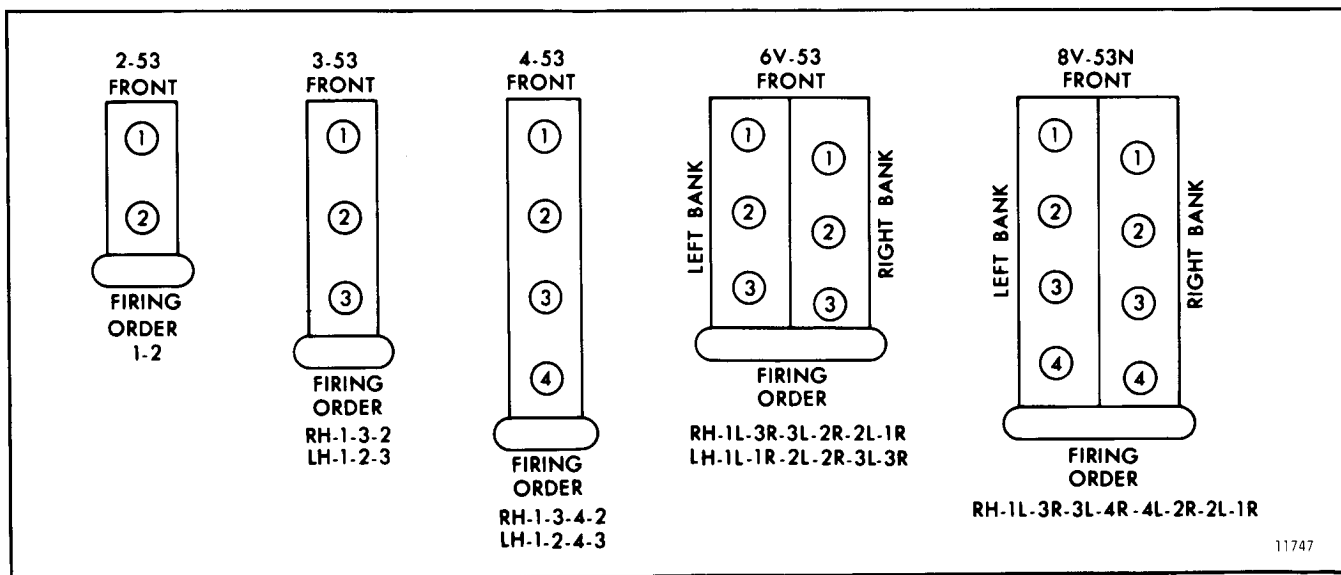 2-53
FRONT
1
2
FIRING
ORDER
1-2
3-53
FRONT
1
2
3
FIRING
ORDER
RH-1-3-2
LH-1-2-3
4-53
FRONT
1
2
3
4
FIRING
ORDER
RH-1-3-4-2
LH-1-2-4-3
6V-53
FRONT
LEFT BANK
1
2
3
1
2
3
RIGHT BANK
FIRING
ORDER
RH-1L-3R-3L-2R-2L-1R
LH-1L-1R-2L-2R-3L-3R
8V-53N
FRONT
LEFT BANK
1
2
3
4
1
2
3
4
RIGHT BANK
FIRING
ORDER
RH-1L-3R-3L-4R-4L-2R-2L-1R
11747